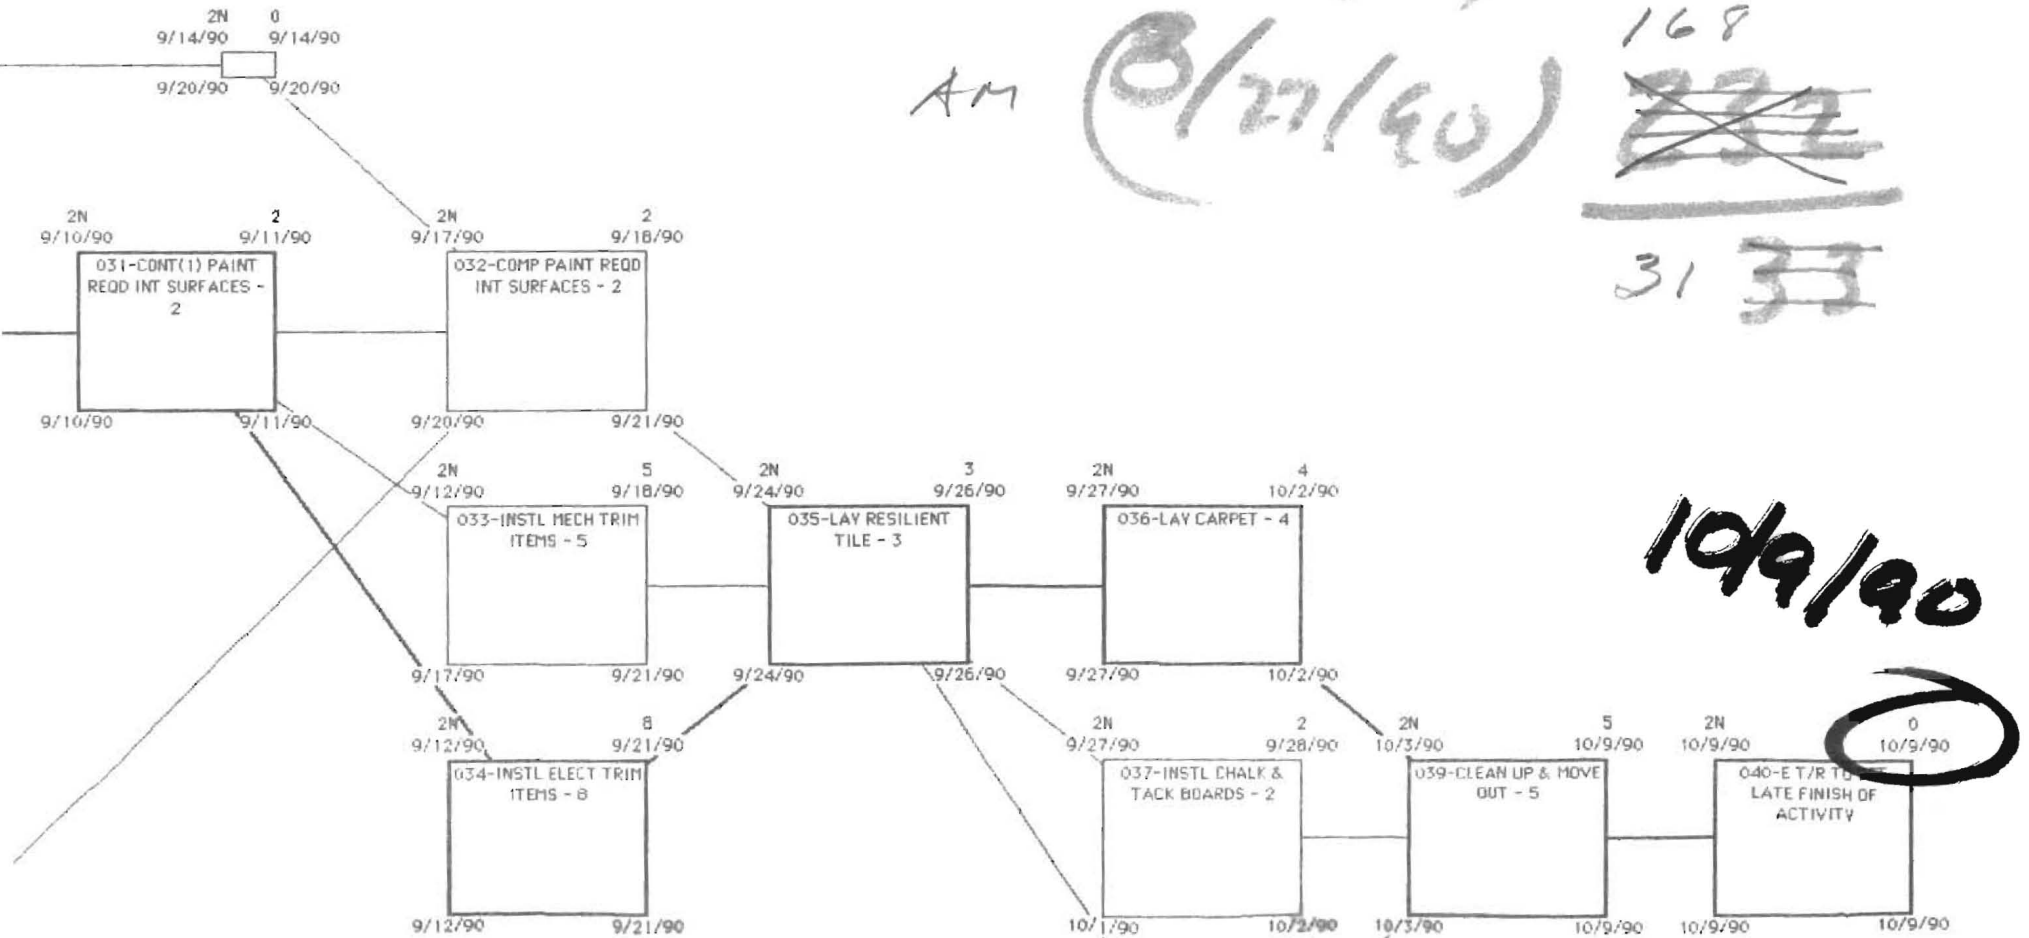 2N 0
9/14/90 9/14/90
9/20/90 9/20/90
AM (8/27/90)
168
232
31 33
2N 2
9/10/90 9/11/90
031-CONT(1) PAINT
REQD INT SURFACES -
2
9/10/90 9/11/90
2N 2
9/17/90 9/18/90
032-COMP PAINT REQD
INT SURFACES - 2
9/20/90 9/21/90
2N 5
9/12/90 9/18/90
033-INSTL MECH TRIM
ITEMS - 5
9/17/90 9/21/90
2N 3
9/24/90 9/26/90
035-LAY RESILIENT
TILE - 3
9/24/90 9/26/90
2N 4
9/27/90 10/2/90
036-LAY CARPET - 4
9/27/90 10/2/90
10/9/90
2N 8
9/12/90 9/21/90
034-INSTL ELECT TRIM
ITEMS - 8
9/12/90 9/21/90
2N 2
9/27/90 9/28/90
037-INSTL CHALK &
TACK BOARDS - 2
10/1/90 10/2/90
2N 5
10/3/90 10/9/90
039-CLEAN UP & MOVE
OUT - 5
10/3/90 10/9/90
2N 0
10/9/90 10/9/90
040-E T/R TO
LATE FINISH OF
ACTIVITY
10/9/90 10/9/90